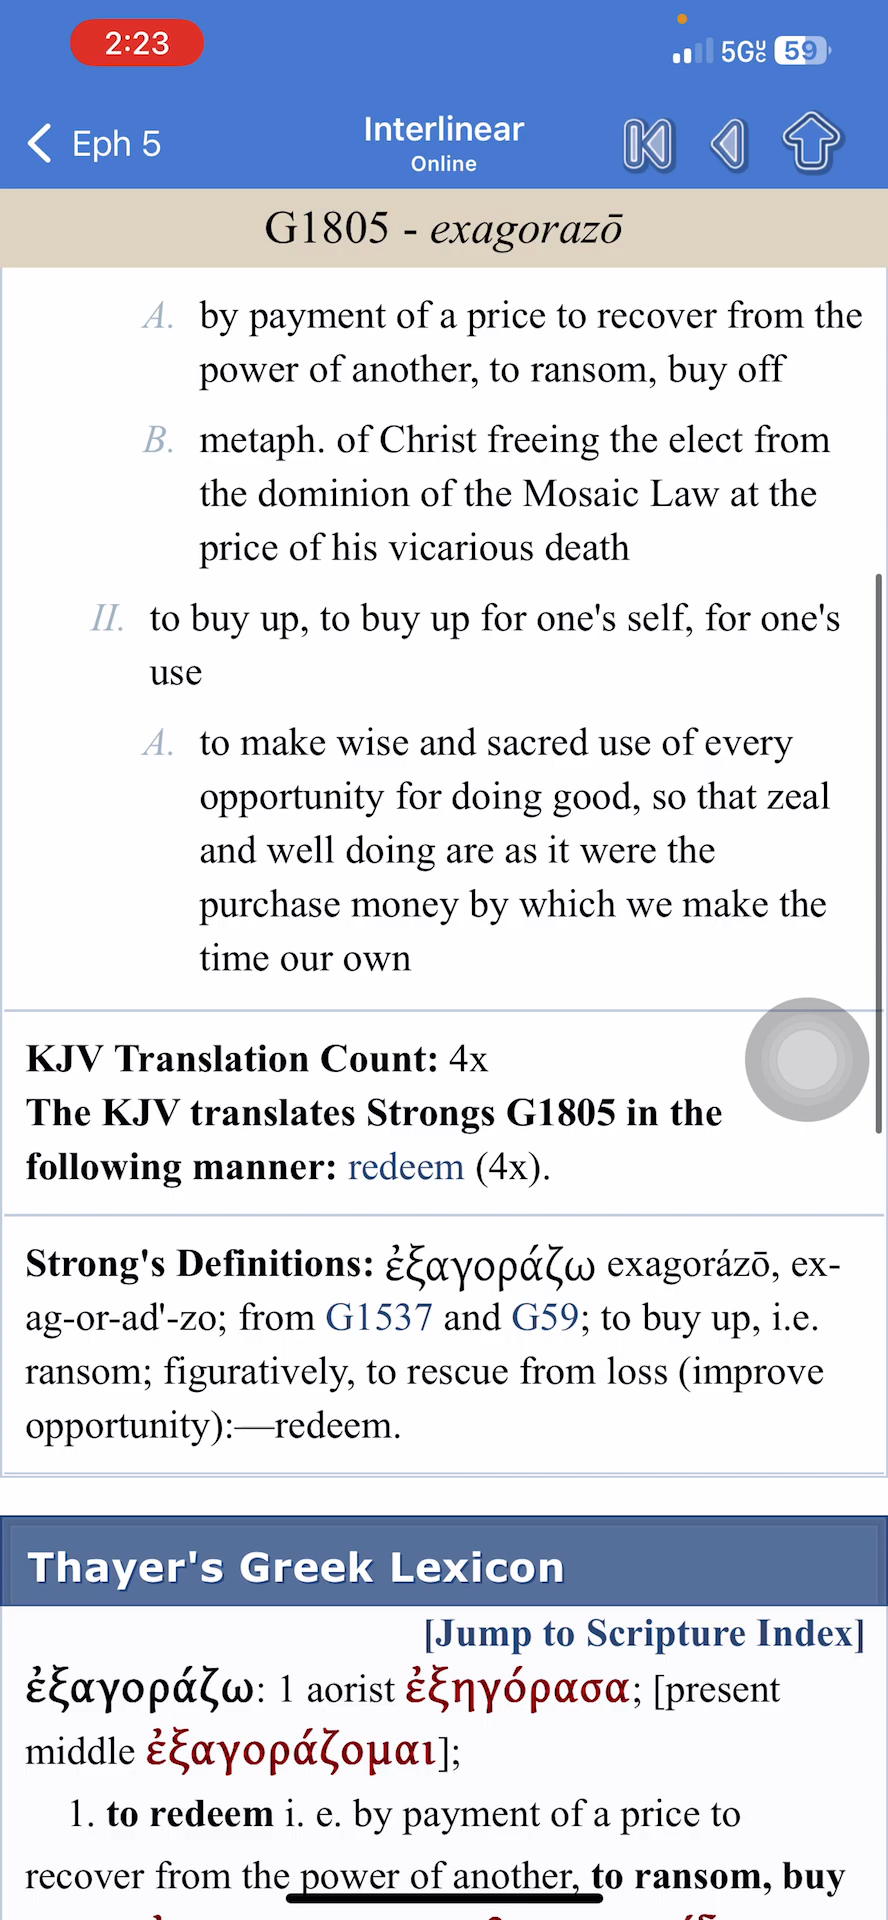 2:23
5G UC 59
Eph 5
Interlinear
Online
G1805 - exagorazō
A. by payment of a price to recover from the
power of another, to ransom, buy off
B. metaph. of Christ freeing the elect from
the dominion of the Mosaic Law at the
price of his vicarious death
II. to buy up, to buy up for one's self, for one's
use
A. to make wise and sacred use of every
opportunity for doing good, so that zeal
and well doing are as it were the
purchase money by which we make the
time our own
KJV Translation Count: 4x
The KJV translates Strongs G1805 in the
following manner: redeem (4x).
Strong's Definitions: ἐξαγοράζω exagorázō, ex-
ag-or-ad'-zo; from G1537 and G59; to buy up, i.e.
ransom; figuratively, to rescue from loss (improve
opportunity):—redeem.
Thayer's Greek Lexicon
[Jump to Scripture Index]
ἐξαγοράζω: 1 aorist ἐξηγόρασα; [present
middle ἐξαγοράζομαι];
1. to redeem i. e. by payment of a price to
recover from the power of another, to ransom, buy